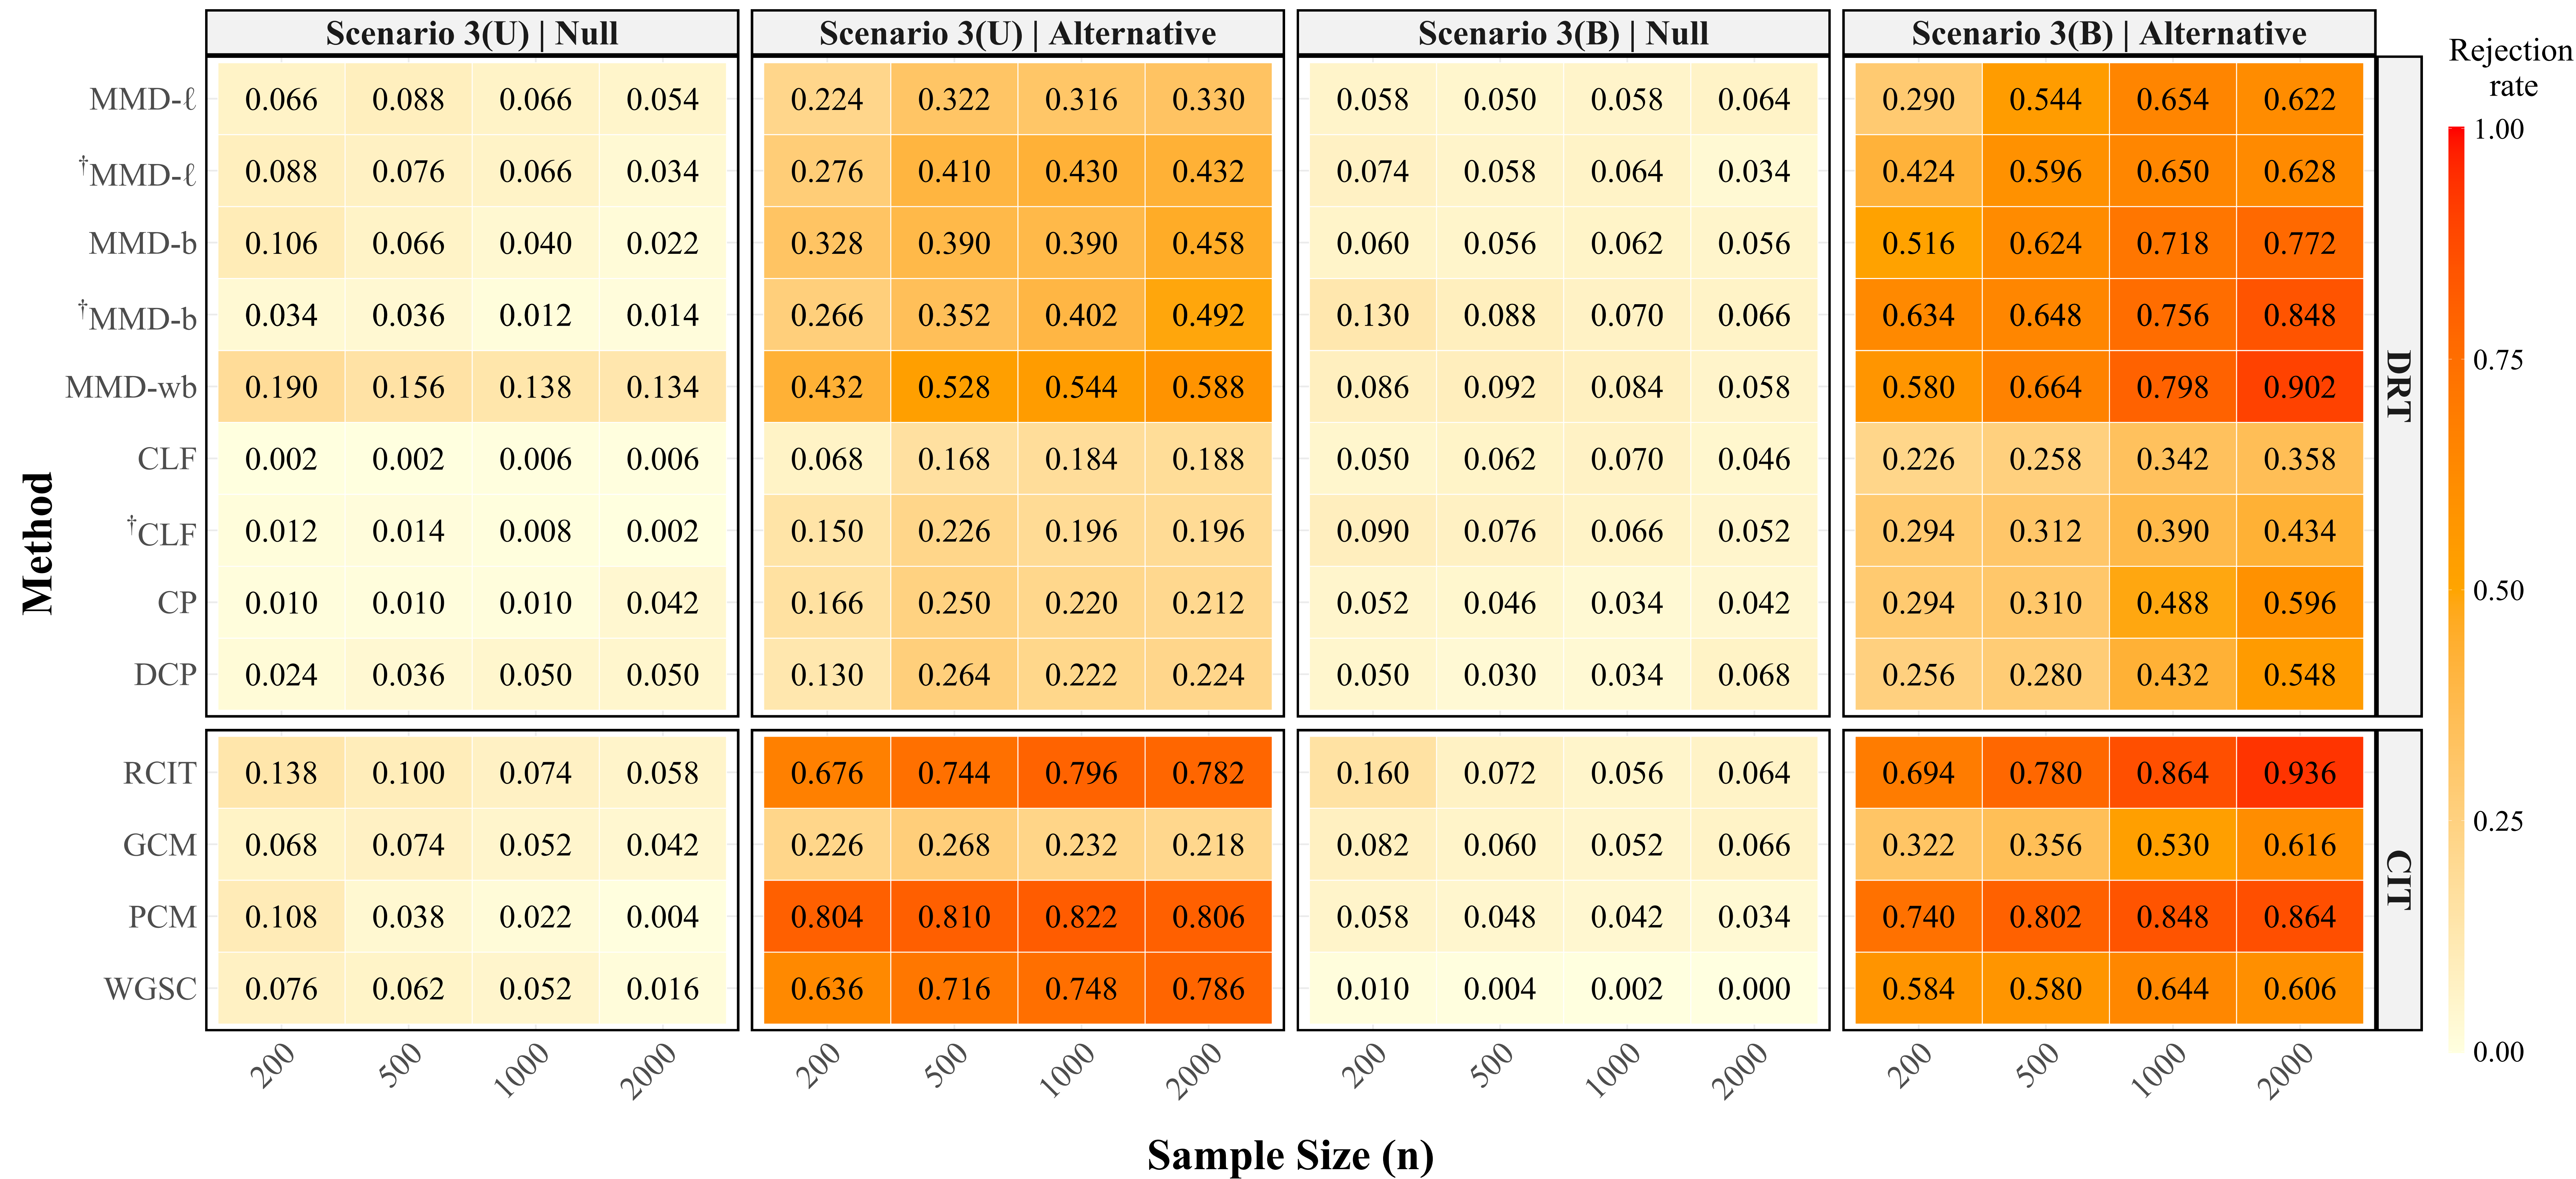 Scenario 3(U) | Null Scenario 3(U) | Alternative Scenario 3(B) | Null Scenario 3(B) | Alternative
Rejection
rate
MMD-ℓ 0.066 0.088 0.066 0.054 0.224 0.322 0.316 0.330 0.058 0.050 0.058 0.064 0.290 0.544 0.654 0.622
†MMD-ℓ 0.088 0.076 0.066 0.034 0.276 0.410 0.430 0.432 0.074 0.058 0.064 0.034 0.424 0.596 0.650 0.628
MMD-b 0.106 0.066 0.040 0.022 0.328 0.390 0.390 0.458 0.060 0.056 0.062 0.056 0.516 0.624 0.718 0.772
†MMD-b 0.034 0.036 0.012 0.014 0.266 0.352 0.402 0.492 0.130 0.088 0.070 0.066 0.634 0.648 0.756 0.848
MMD-wb 0.190 0.156 0.138 0.134 0.432 0.528 0.544 0.588 0.086 0.092 0.084 0.058 0.580 0.664 0.798 0.902
CLF 0.002 0.002 0.006 0.006 0.068 0.168 0.184 0.188 0.050 0.062 0.070 0.046 0.226 0.258 0.342 0.358
†CLF 0.012 0.014 0.008 0.002 0.150 0.226 0.196 0.196 0.090 0.076 0.066 0.052 0.294 0.312 0.390 0.434
CP 0.010 0.010 0.010 0.042 0.166 0.250 0.220 0.212 0.052 0.046 0.034 0.042 0.294 0.310 0.488 0.596
DCP 0.024 0.036 0.050 0.050 0.130 0.264 0.222 0.224 0.050 0.030 0.034 0.068 0.256 0.280 0.432 0.548
DRT
RCIT 0.138 0.100 0.074 0.058 0.676 0.744 0.796 0.782 0.160 0.072 0.056 0.064 0.694 0.780 0.864 0.936
GCM 0.068 0.074 0.052 0.042 0.226 0.268 0.232 0.218 0.082 0.060 0.052 0.066 0.322 0.356 0.530 0.616
PCM 0.108 0.038 0.022 0.004 0.804 0.810 0.822 0.806 0.058 0.048 0.042 0.034 0.740 0.802 0.848 0.864
WGSC 0.076 0.062 0.052 0.016 0.636 0.716 0.748 0.786 0.010 0.004 0.002 0.000 0.584 0.580 0.644 0.606
CIT
1.00
0.75
0.50
0.25
0.00
Method
200 500 1000 2000 200 500 1000 2000 200 500 1000 2000 200 500 1000 2000
Sample Size (n)